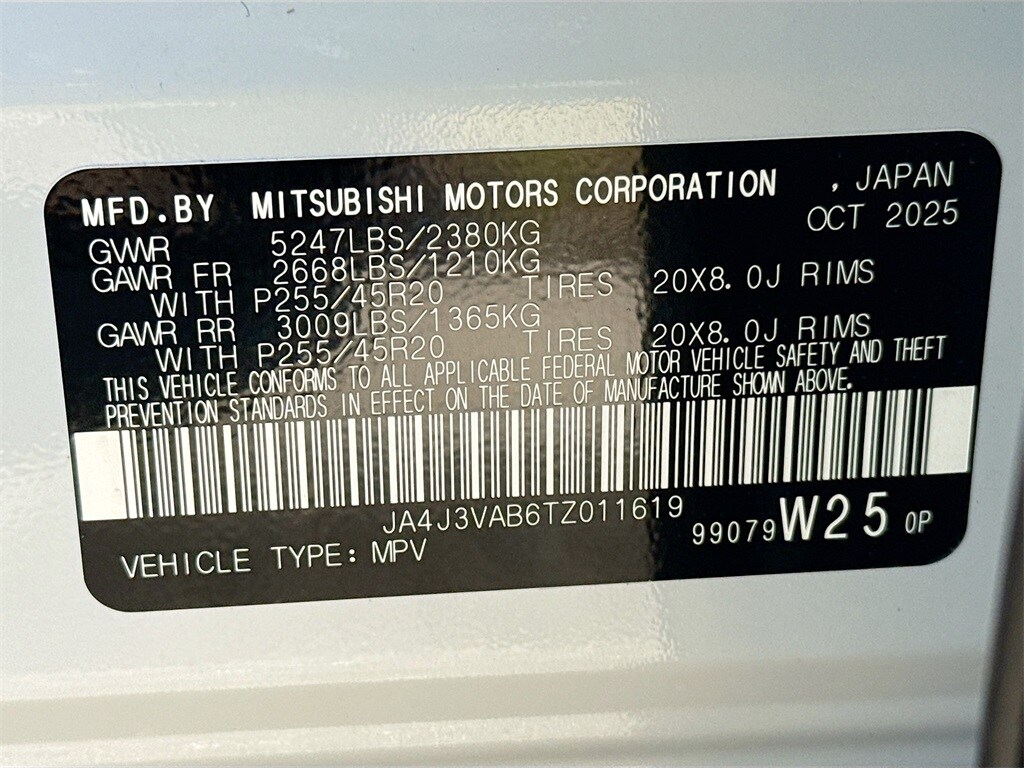 MFD.BY MITSUBISHI MOTORS CORPORATION , JAPAN
OCT 2025
GVWR 5247LBS/2380KG
GAWR FR 2668LBS/1210KG
WITH P255/45R20 TIRES 20X8.0J RIMS
GAWR RR 3009LBS/1365KG
WITH P255/45R20 TIRES 20X8.0J RIMS
THIS VEHICLE CONFORMS TO ALL APPLICABLE FEDERAL MOTOR VEHICLE SAFETY AND THEFT
PREVENTION STANDARDS IN EFFECT ON THE DATE OF MANUFACTURE SHOWN ABOVE.
JA4J3VAB6TZ011619
99079 W25 0P
VEHICLE TYPE: MPV